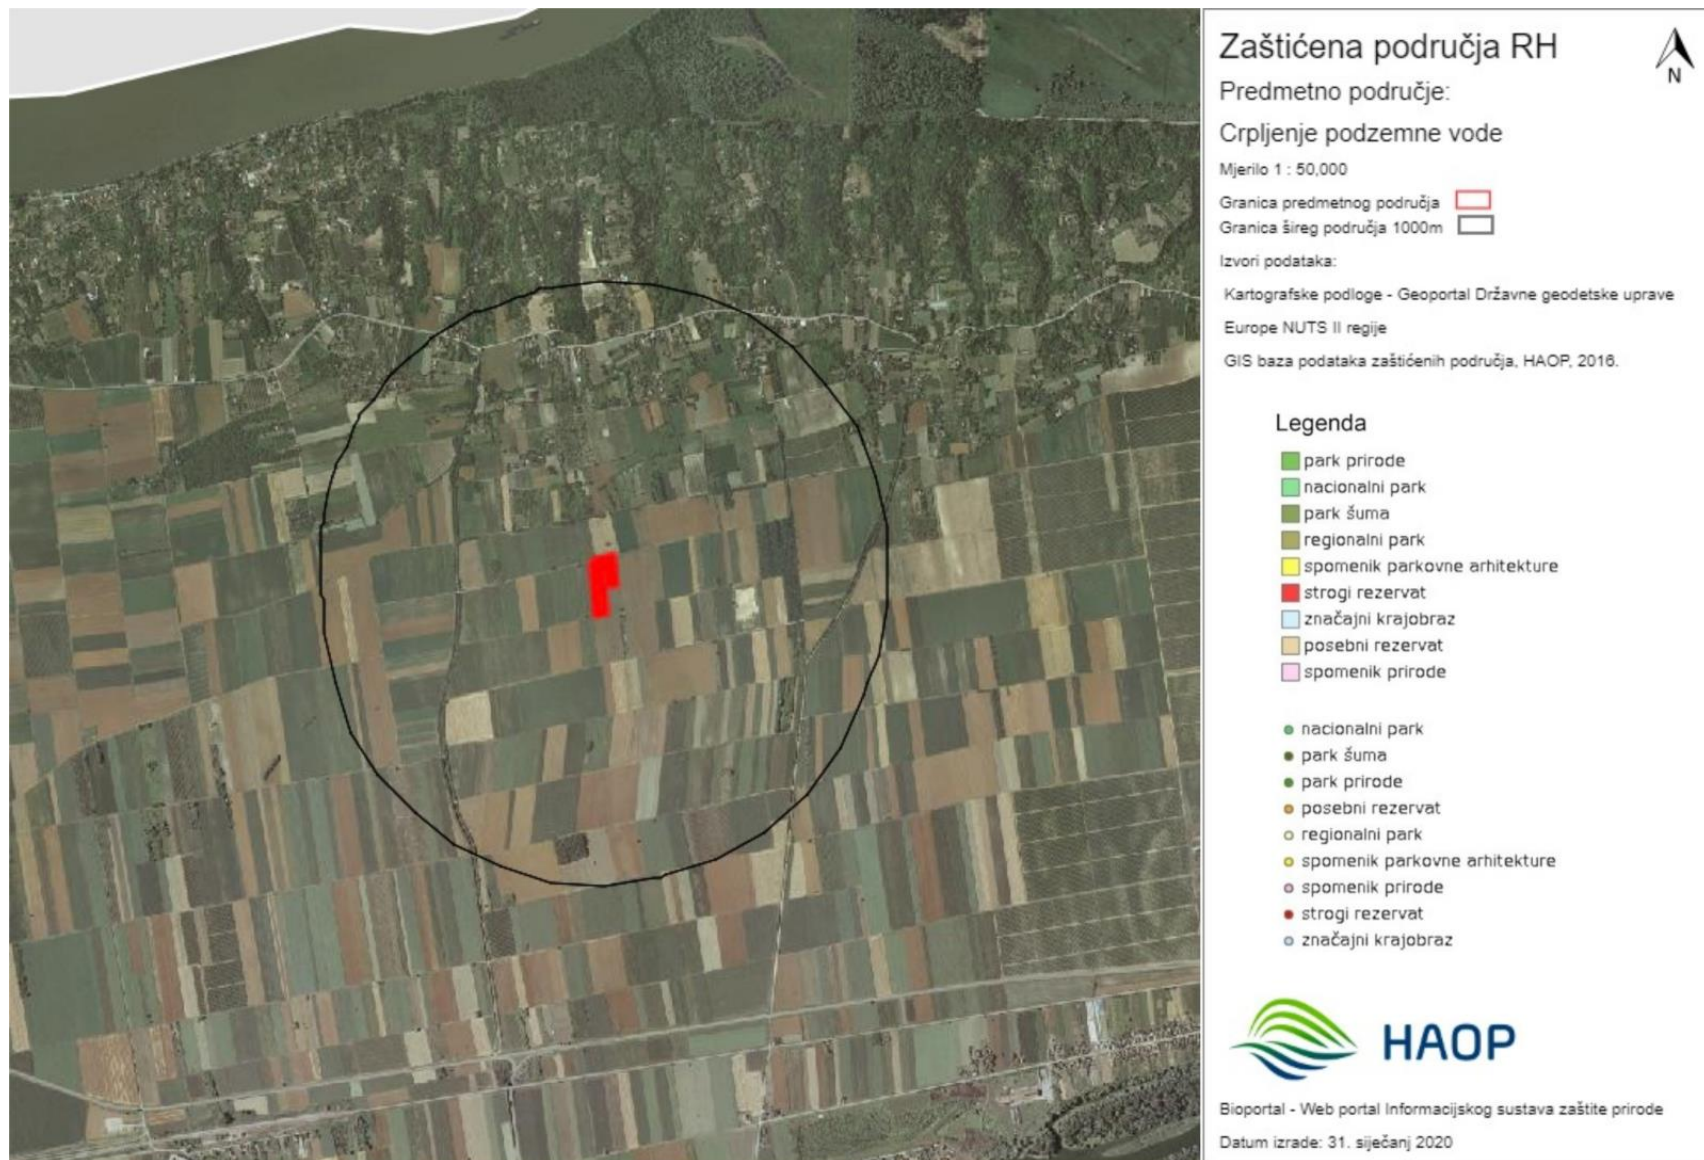 Zaštićena područja RH
N
Predmetno područje:
Crpljenje podzemne vode
Mjerilo 1 : 50,000
Granica predmetnog područja
Granica šireg područja 1000m
Izvori podataka:
Kartografske podloge - Geoportal Državne geodetske uprave
Europe NUTS II regije
GIS baza podataka zaštićenih područja, HAOP, 2016.
Legenda
park prirode
nacionalni park
park šuma
regionalni park
spomenik parkovne arhitekture
strogi rezervat
značajni krajobraz
posebni rezervat
spomenik prirode
nacionalni park
park šuma
park prirode
posebni rezervat
regionalni park
spomenik parkovne arhitekture
spomenik prirode
strogi rezervat
značajni krajobraz
HAOP
Bioportal - Web portal Informacijskog sustava zaštite prirode
Datum izrade: 31. siječanj 2020